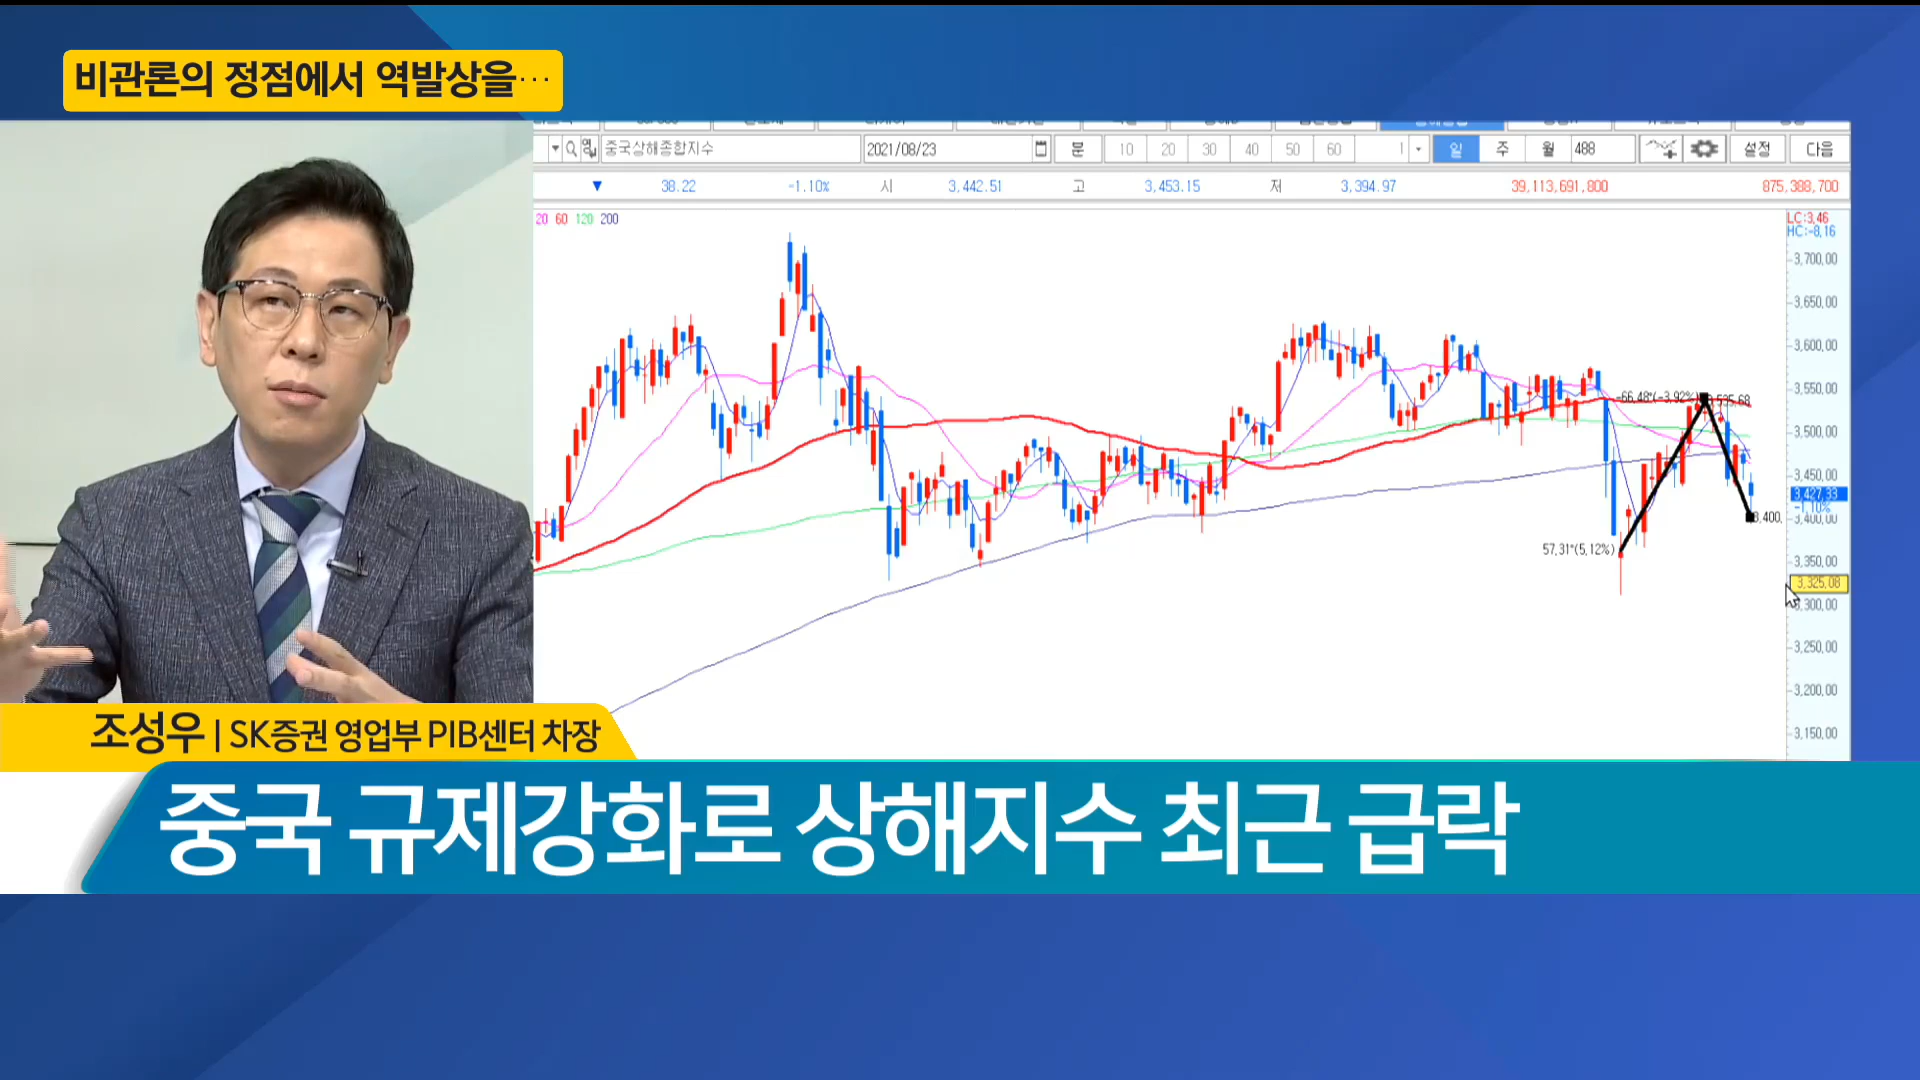 비관론의 정점에서 역발상을…
중국상해종합지수 2021/08/23 분 10 20 30 40 50 60 1 일 주 월 488 설정 다음
▼ 38.22 -1.10% 시 3,442.51 고 3,453.15 저 3,394.97 39,113,691,800 875,388,700
20 60 120 200
LC:3.46
HC:-8.16
3,700.00
3,650.00
3,600.00
3,550.00
-66.48°(-3.92%)
3,500.00
3,450.00
3,427.33
-1.10%
3,400.00
57.31°(5.12%)
3,350.00
3,325.08
3,300.00
3,250.00
3,200.00
3,150.00
조성우 | SK증권 영업부 PIB센터 차장
중국 규제강화로 상해지수 최근 급락